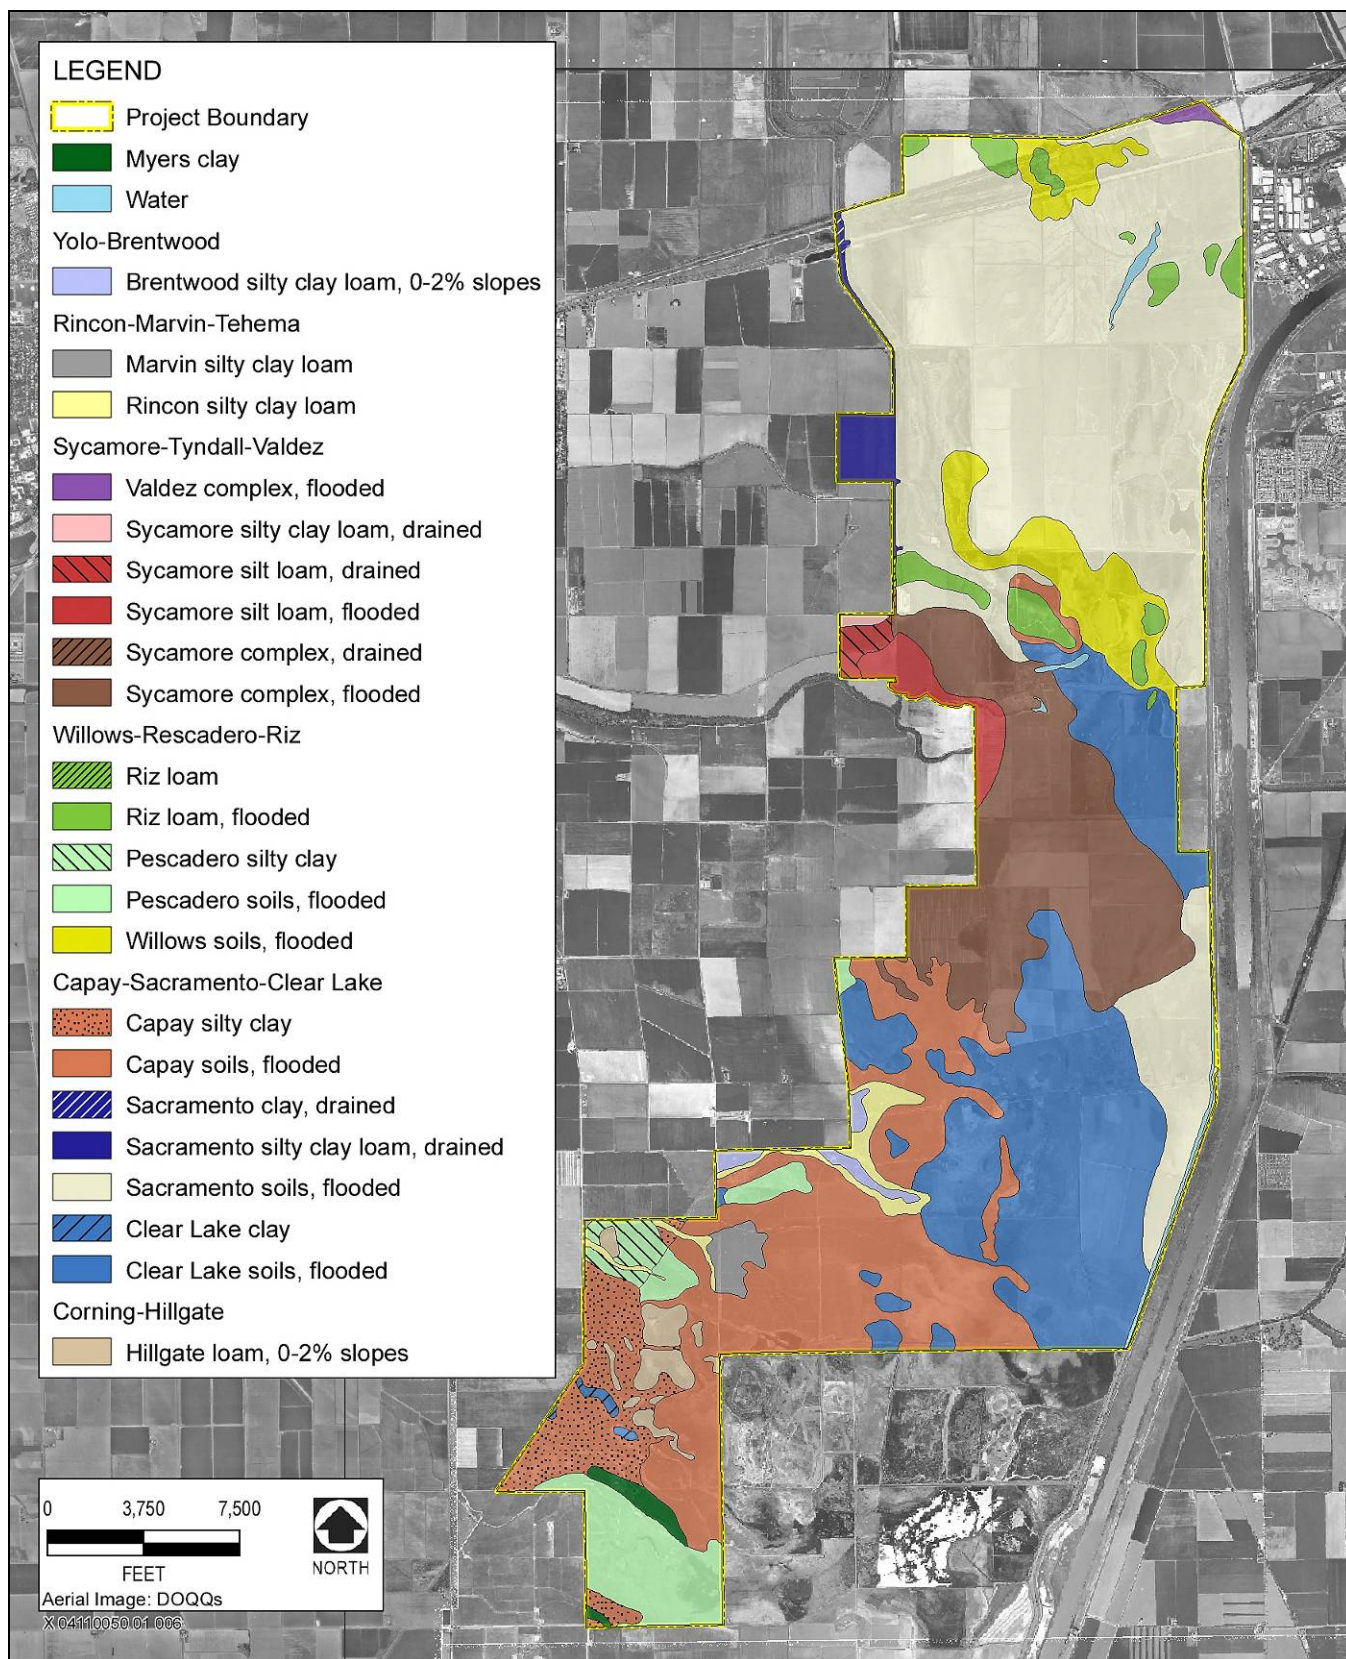 LEGEND
Project Boundary
Myers clay
Water
Yolo-Brentwood
Brentwood silty clay loam, 0-2% slopes
Rincon-Marvin-Tehema
Marvin silty clay loam
Rincon silty clay loam
Sycamore-Tyndall-Valdez
Valdez complex, flooded
Sycamore silty clay loam, drained
Sycamore silt loam, drained
Sycamore silt loam, flooded
Sycamore complex, drained
Sycamore complex, flooded
Willows-Rescadero-Riz
Riz loam
Riz loam, flooded
Pescadero silty clay
Pescadero soils, flooded
Willows soils, flooded
Capay-Sacramento-Clear Lake
Capay silty clay
Capay soils, flooded
Sacramento clay, drained
Sacramento silty clay loam, drained
Sacramento soils, flooded
Clear Lake clay
Clear Lake soils, flooded
Corning-Hillgate
Hillgate loam, 0-2% slopes
0 3,750 7,500
FEET
NORTH
Aerial Image: DOQQs
X 04110050.01 006